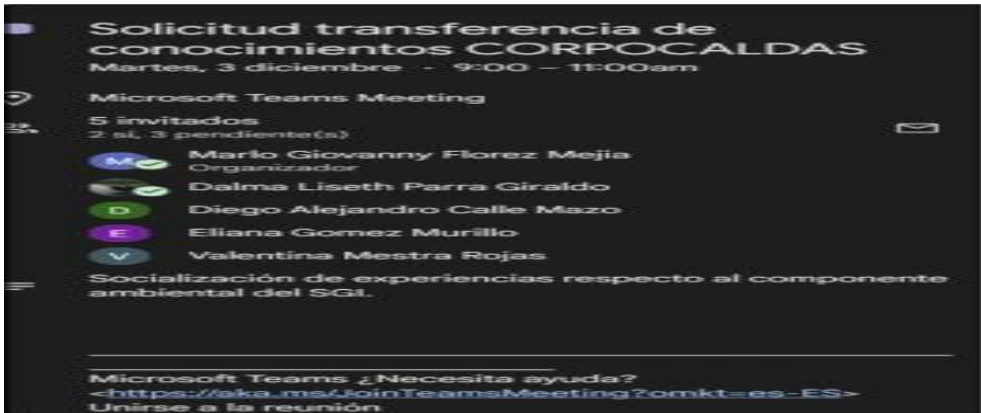 Solicitud transferencia de
conocimientos CORPOCALDAS
Martes, 3 diciembre · 9:00 – 11:00am
Microsoft Teams Meeting
5 invitados
2 sí, 3 pendiente(s)
M Mario Giovanny Florez Mejia
Organizador
Dalma Liseth Parra Giraldo
D Diego Alejandro Calle Mazo
E Eliana Gomez Murillo
V Valentina Mestra Rojas
Socialización de experiencias respecto al componente
ambiental del SGI.
Microsoft Teams ¿Necesita ayuda?
<https://aka.ms/JoinTeamsMeeting?omkt=es-ES>
Unirse a la reunión